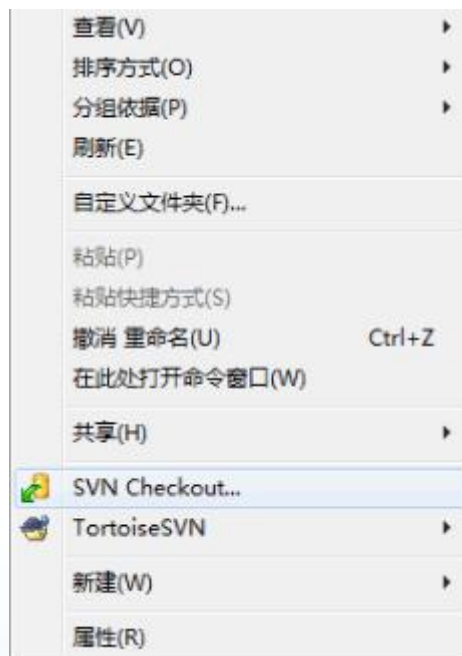 查看(V)
排序方式(O)
分组依据(P)
刷新(E)
自定义文件夹(F)...
粘贴(P)
粘贴快捷方式(S)
撤消 重命名(U) Ctrl+Z
在此处打开命令窗口(W)
共享(H)
SVN Checkout...
TortoiseSVN
新建(W)
属性(R)